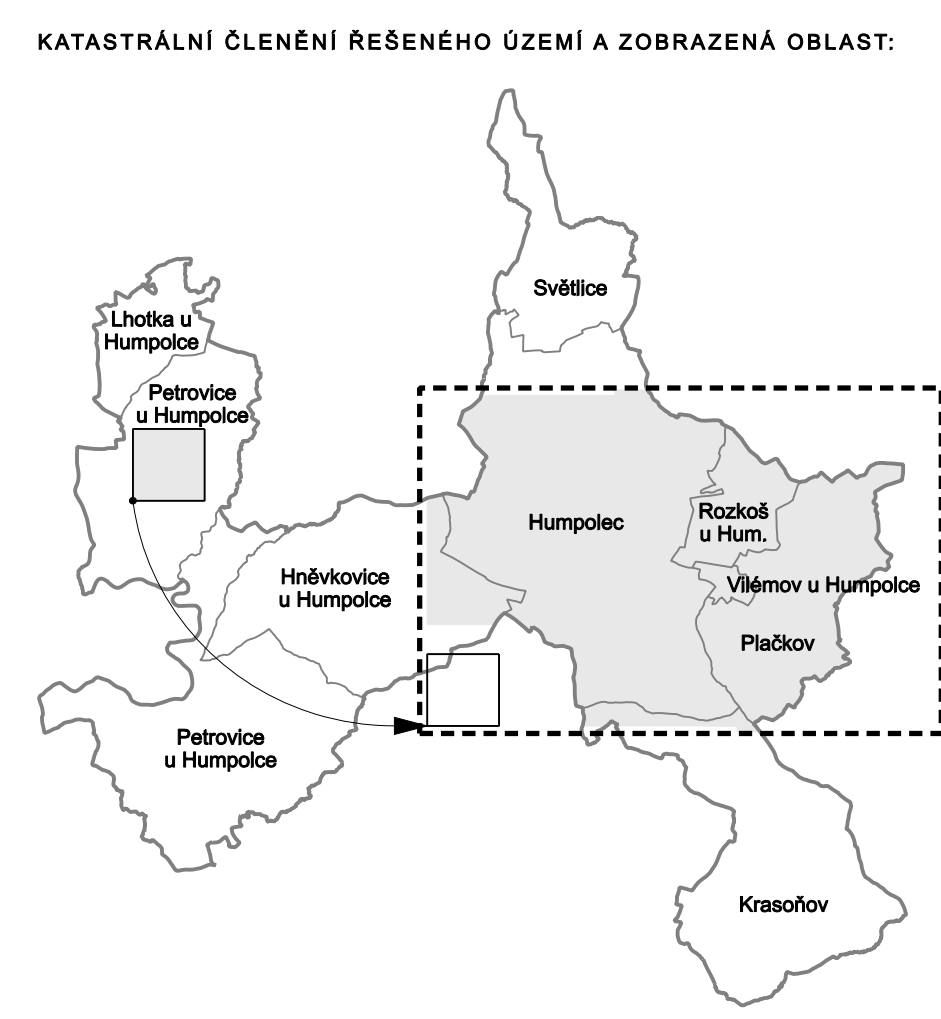 KATASTRÁLNÍ ČLENĚNÍ ŘEŠENÉHO ÚZEMÍ A ZOBRAZENÁ OBLAST:
Světlice
Lhotka u
Humpolce
Petrovice
u Humpolce
Humpolec
Rozkoš
u Hum.
Hněvkovice
u Humpolce
Vilémov u Humpolce
Plačkov
Petrovice
u Humpolce
Krasoňov